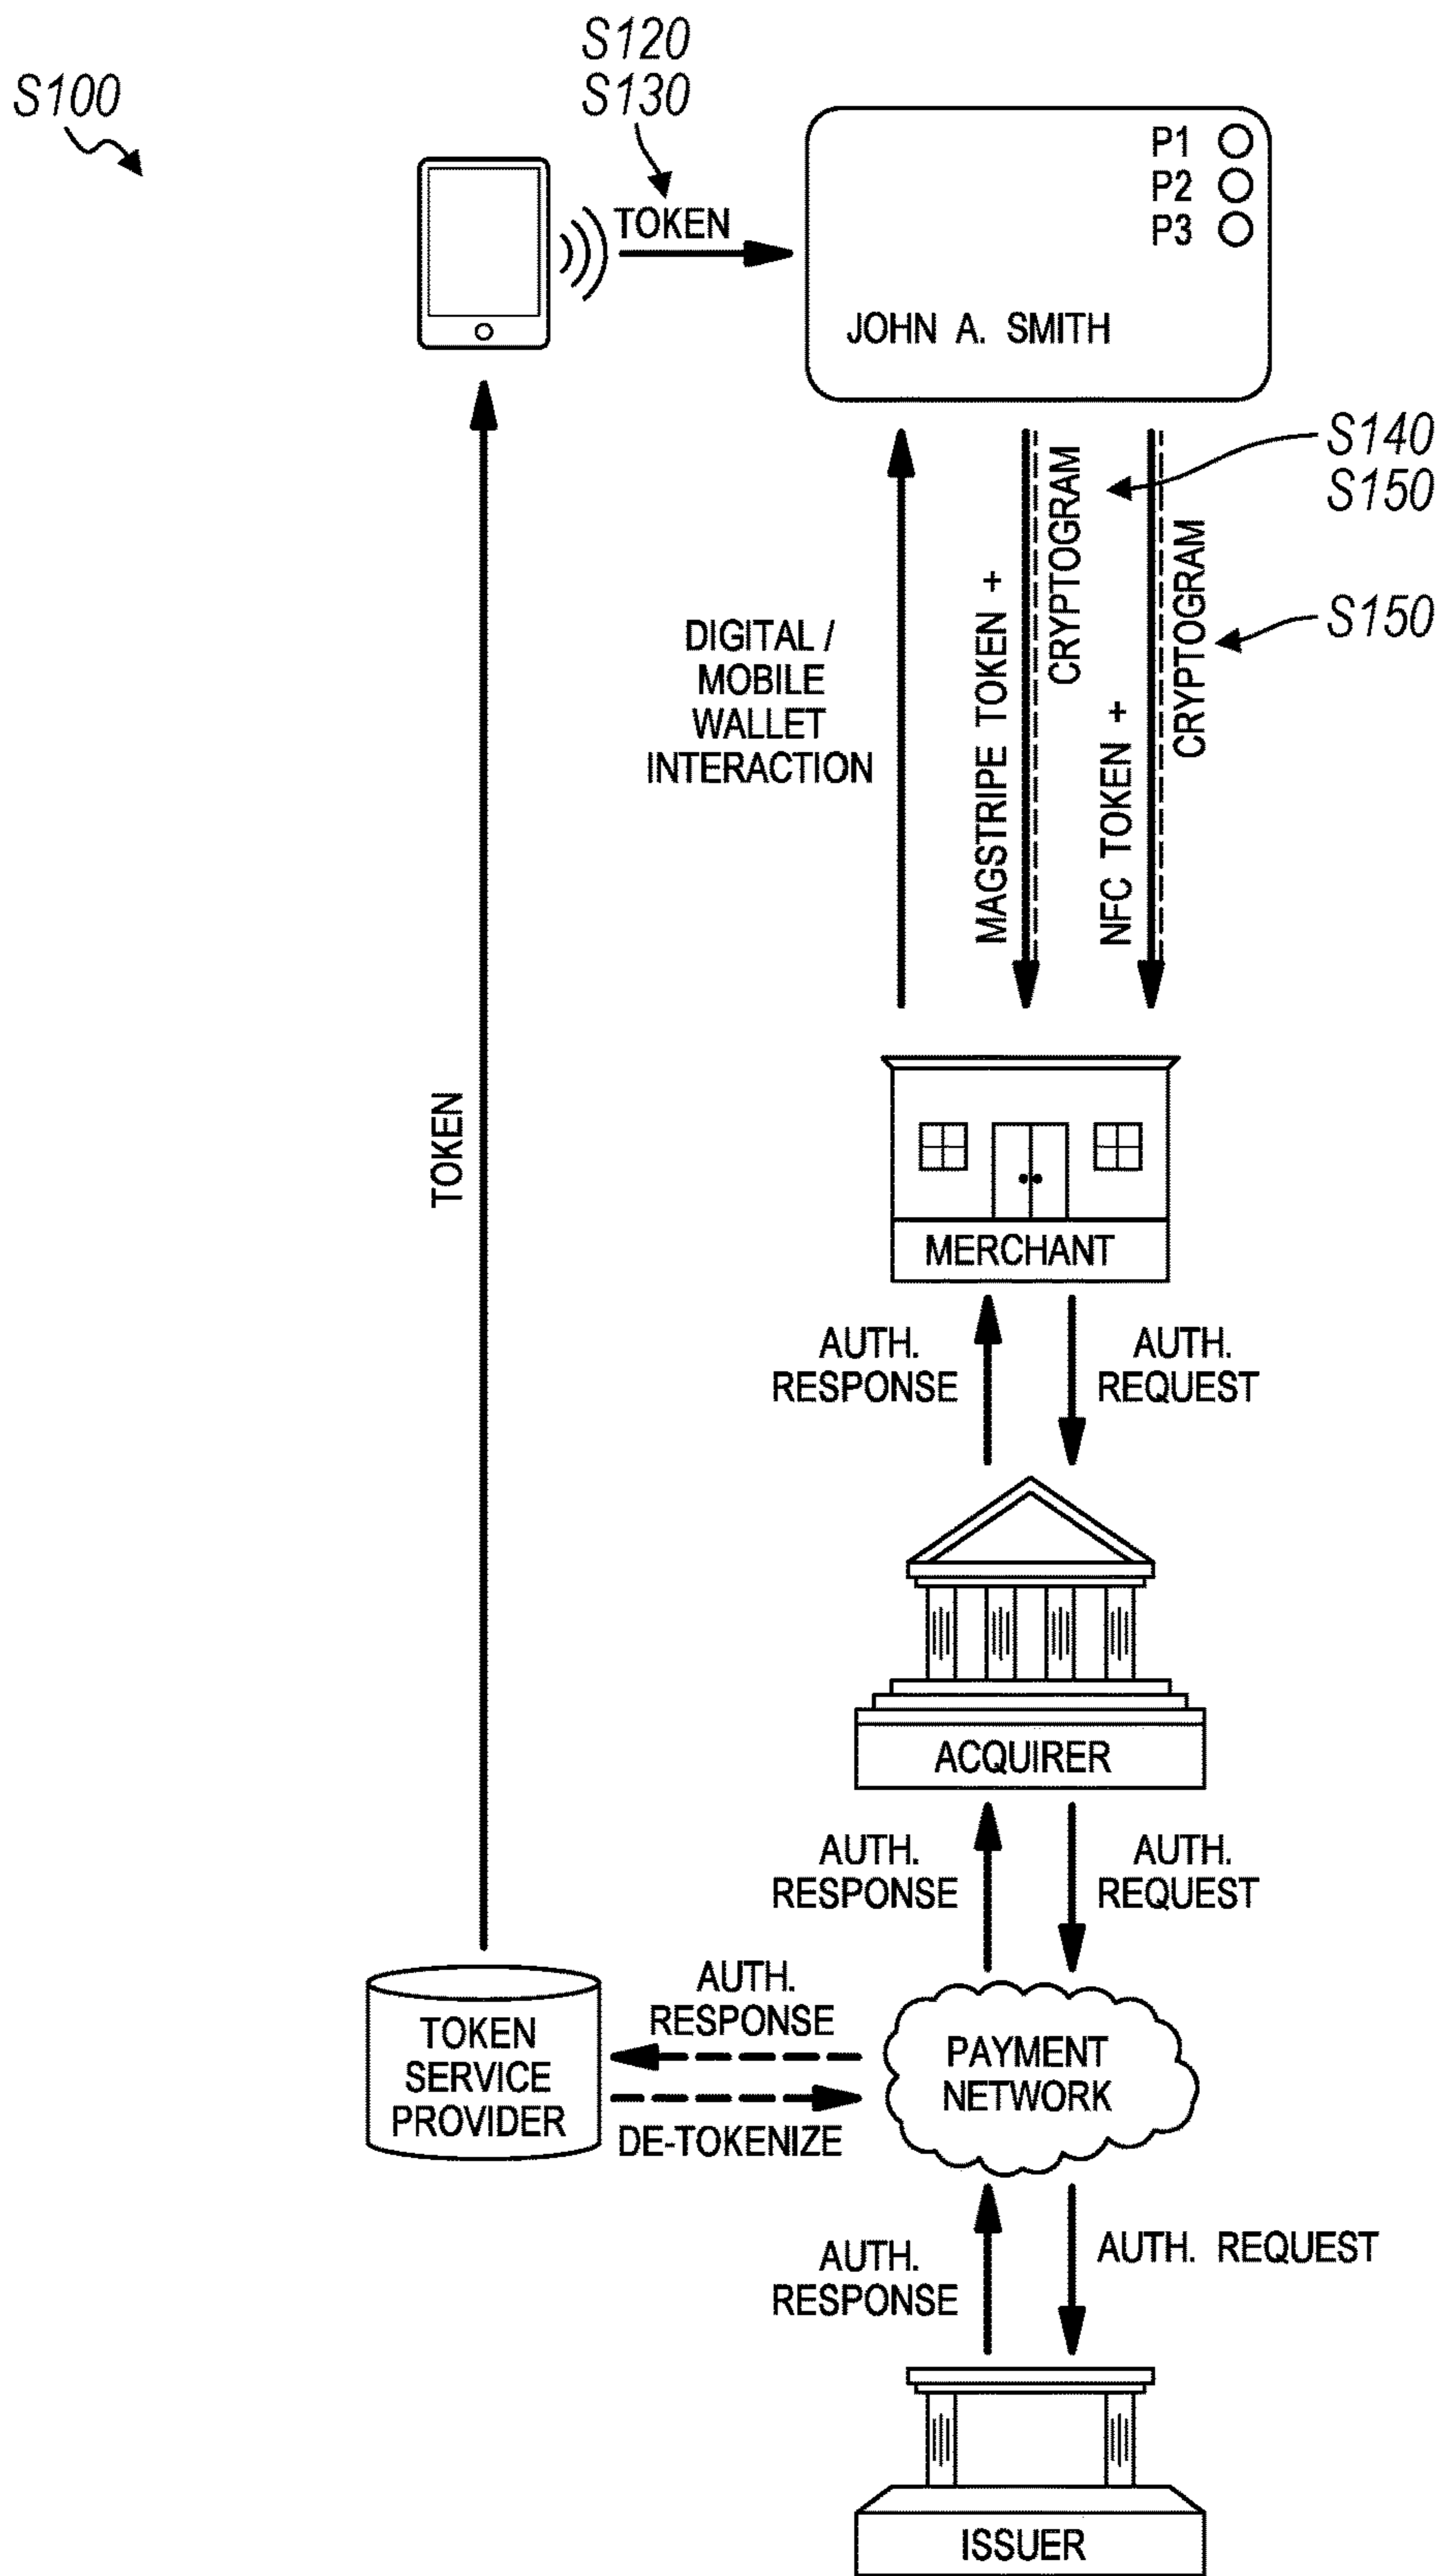 S100
S120
S130
TOKEN
P1
P2
P3
JOHN A. SMITH
S140
S150
S150
DIGITAL /
MOBILE
WALLET
INTERACTION
MAGSTRIPE TOKEN +
CRYPTOGRAM
NFC TOKEN +
CRYPTOGRAM
TOKEN
MERCHANT
AUTH.
RESPONSE
AUTH.
REQUEST
ACQUIRER
AUTH.
RESPONSE
AUTH.
REQUEST
TOKEN
SERVICE
PROVIDER
AUTH.
RESPONSE
DE-TOKENIZE
PAYMENT
NETWORK
AUTH.
RESPONSE
AUTH. REQUEST
ISSUER